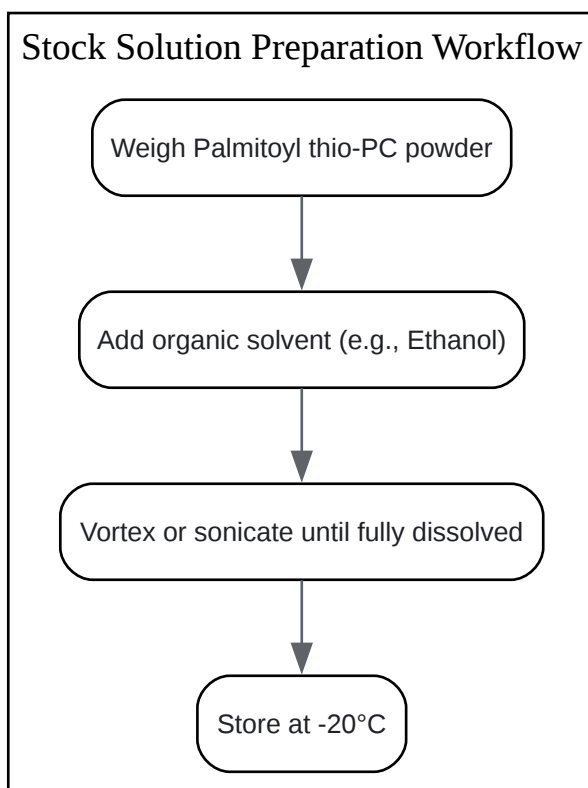 Stock Solution Preparation Workflow
Weigh Palmitoyl thio-PC powder
Add organic solvent (e.g., Ethanol)
Vortex or sonicate until fully dissolved
Store at -20°C